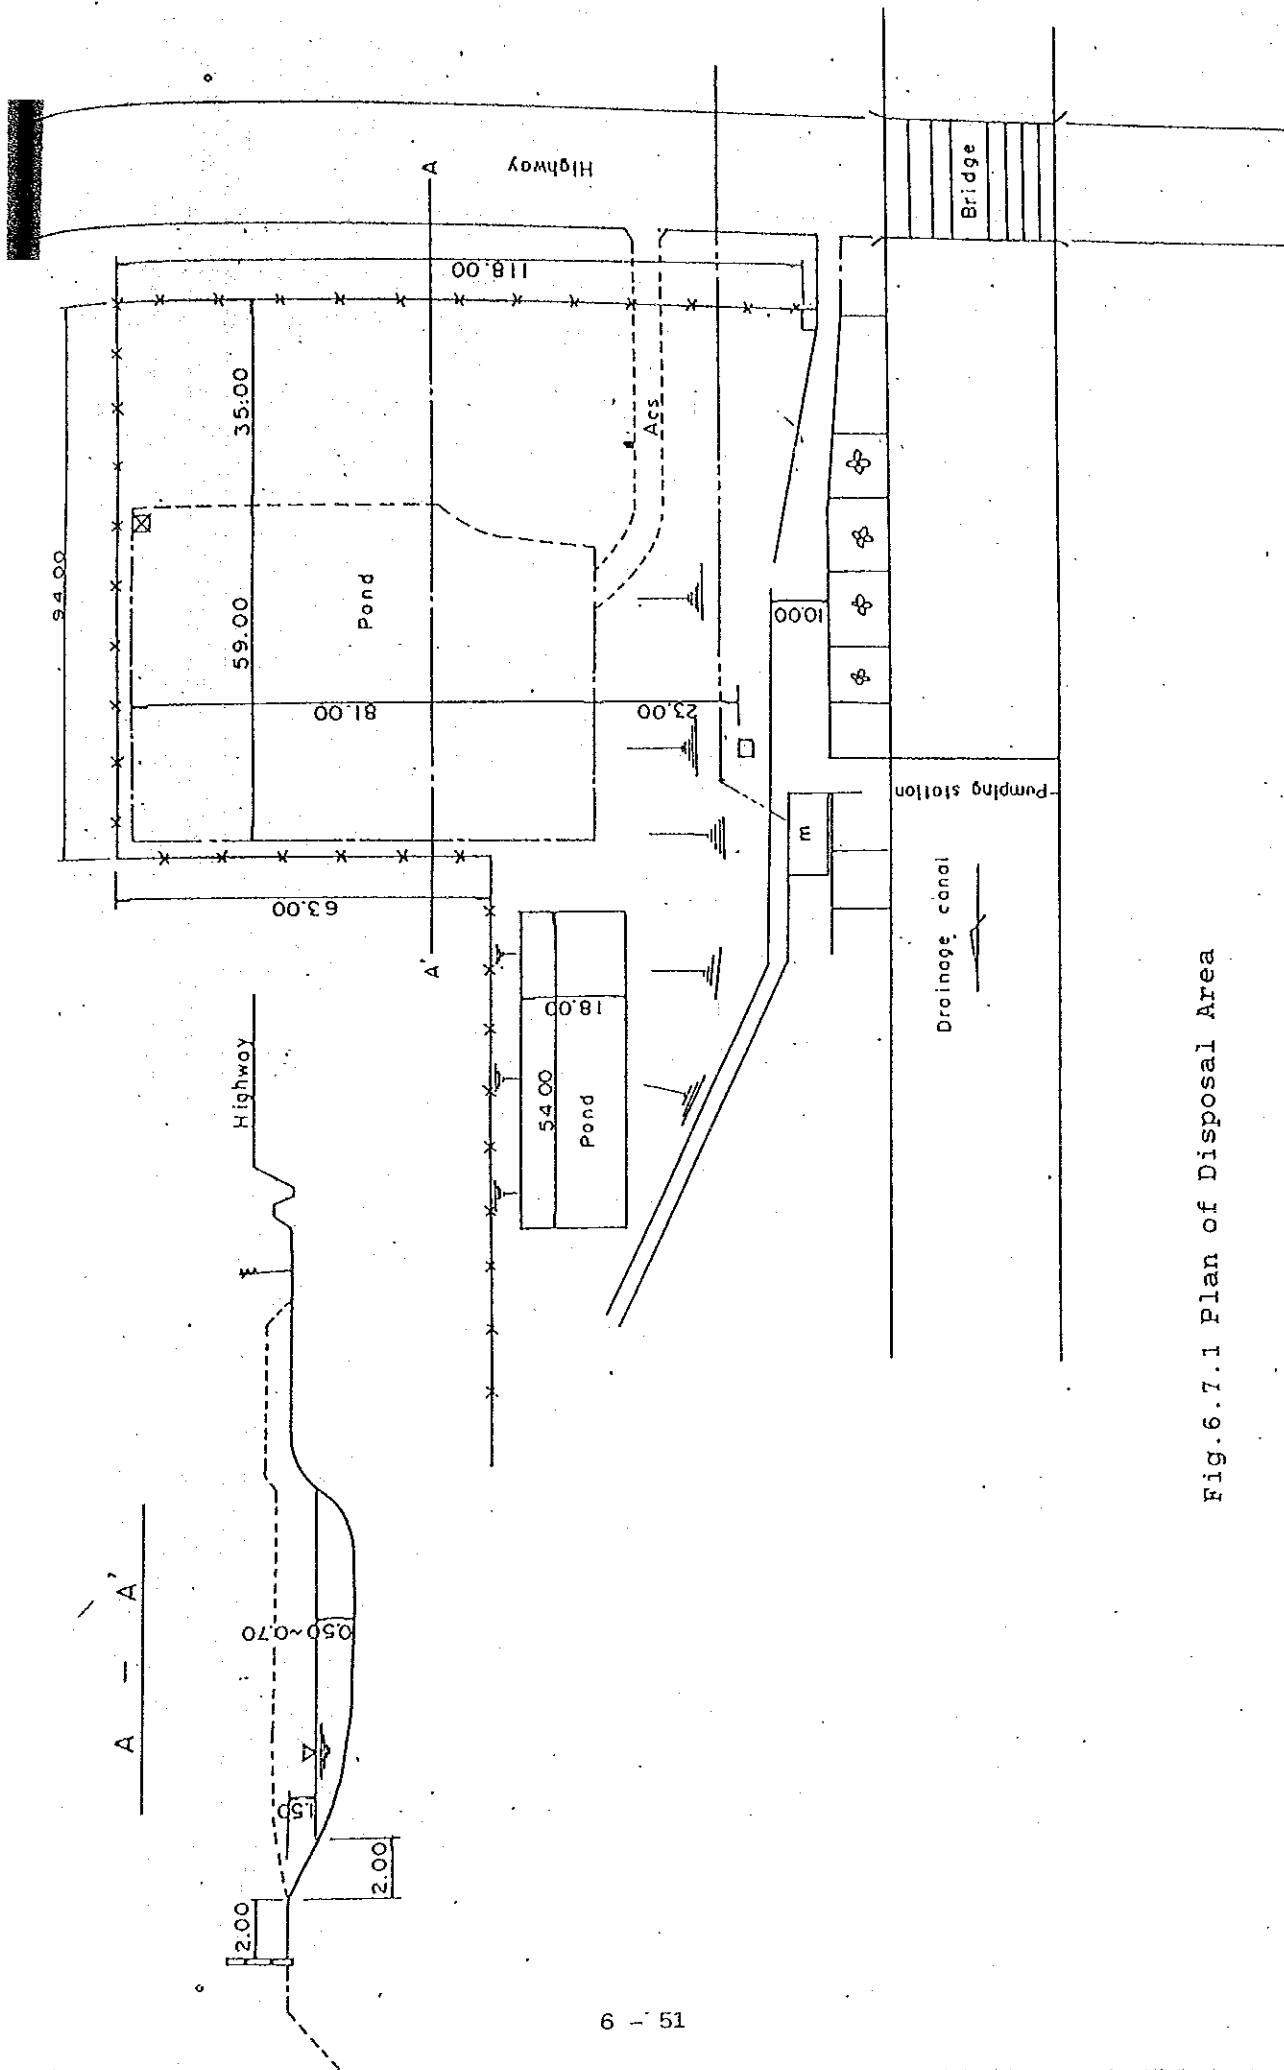 Highway
A
Bridge
118.00
94.00
35.00
Acs
59.00
Pond
81.00
23.00
10.00
Pumping station
m
63.00
A'
Drainage canal
18.00
54.00
Pond
Highway
A - A'
0.50~0.70
1.50
2.00
2.00
Fig.6.7.1 Plan of Disposal Area
6 - 51